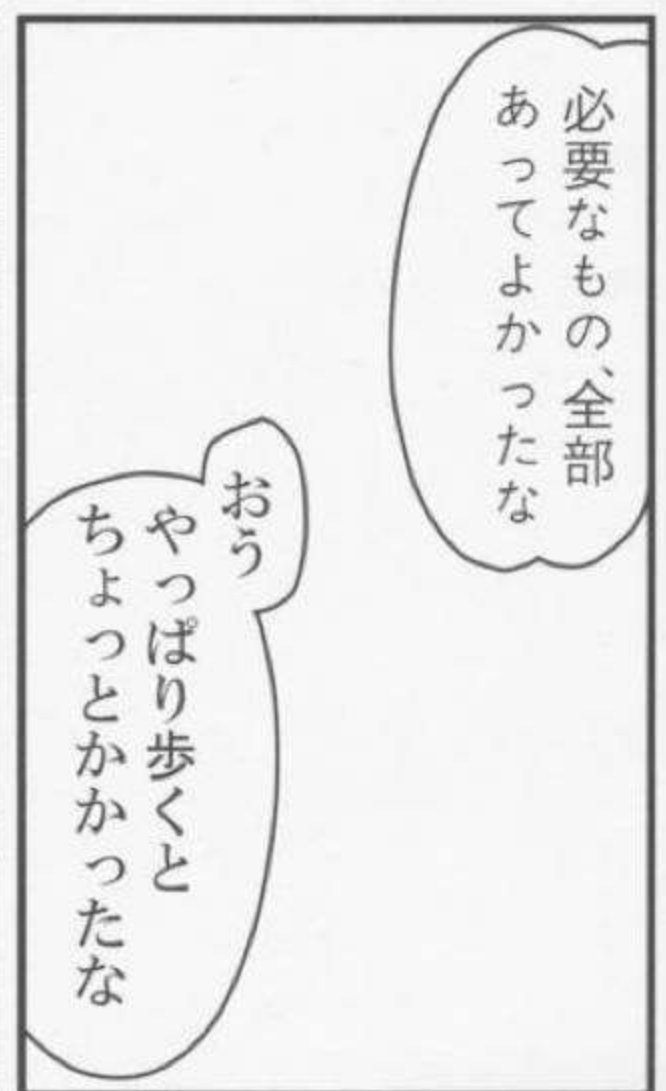 必要なもの、全部
あってよかったな
おう
やっぱり歩くと
ちょっとかかったな